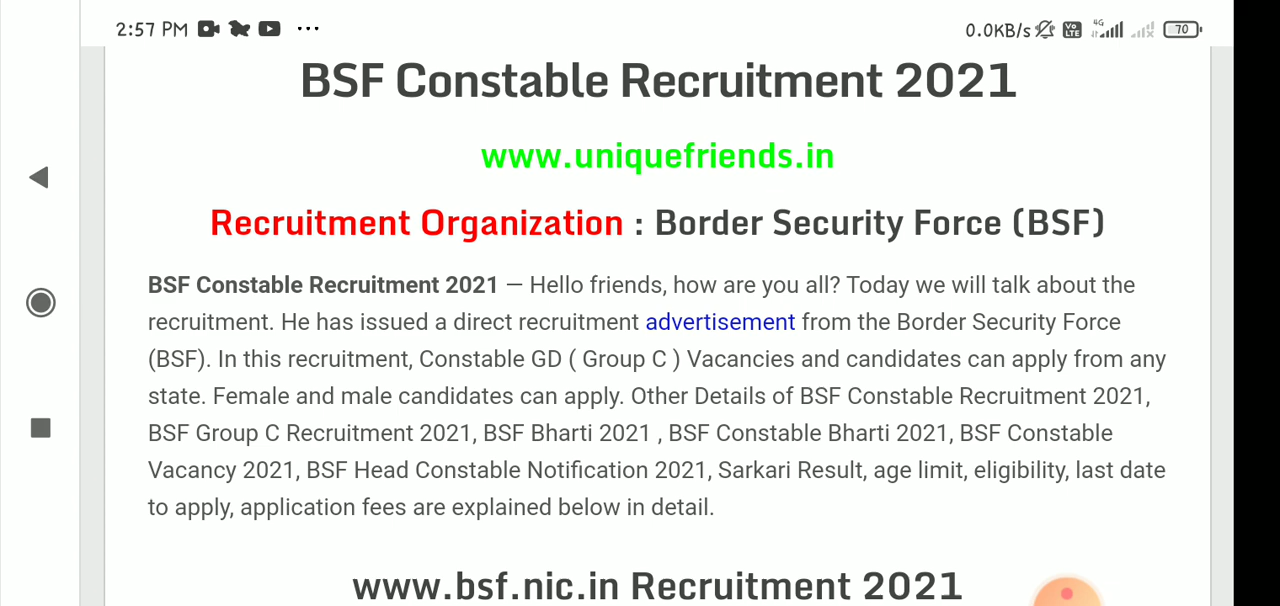 2:57 PM ...
0.0KB/s Vo LTE 4G 70
BSF Constable Recruitment 2021
www.uniquefriends.in
Recruitment Organization : Border Security Force (BSF)
BSF Constable Recruitment 2021 — Hello friends, how are you all? Today we will talk about the
recruitment. He has issued a direct recruitment advertisement from the Border Security Force
(BSF). In this recruitment, Constable GD ( Group C ) Vacancies and candidates can apply from any
state. Female and male candidates can apply. Other Details of BSF Constable Recruitment 2021,
BSF Group C Recruitment 2021, BSF Bharti 2021 , BSF Constable Bharti 2021, BSF Constable
Vacancy 2021, BSF Head Constable Notification 2021, Sarkari Result, age limit, eligibility, last date
to apply, application fees are explained below in detail.
www.bsf.nic.in Recruitment 2021